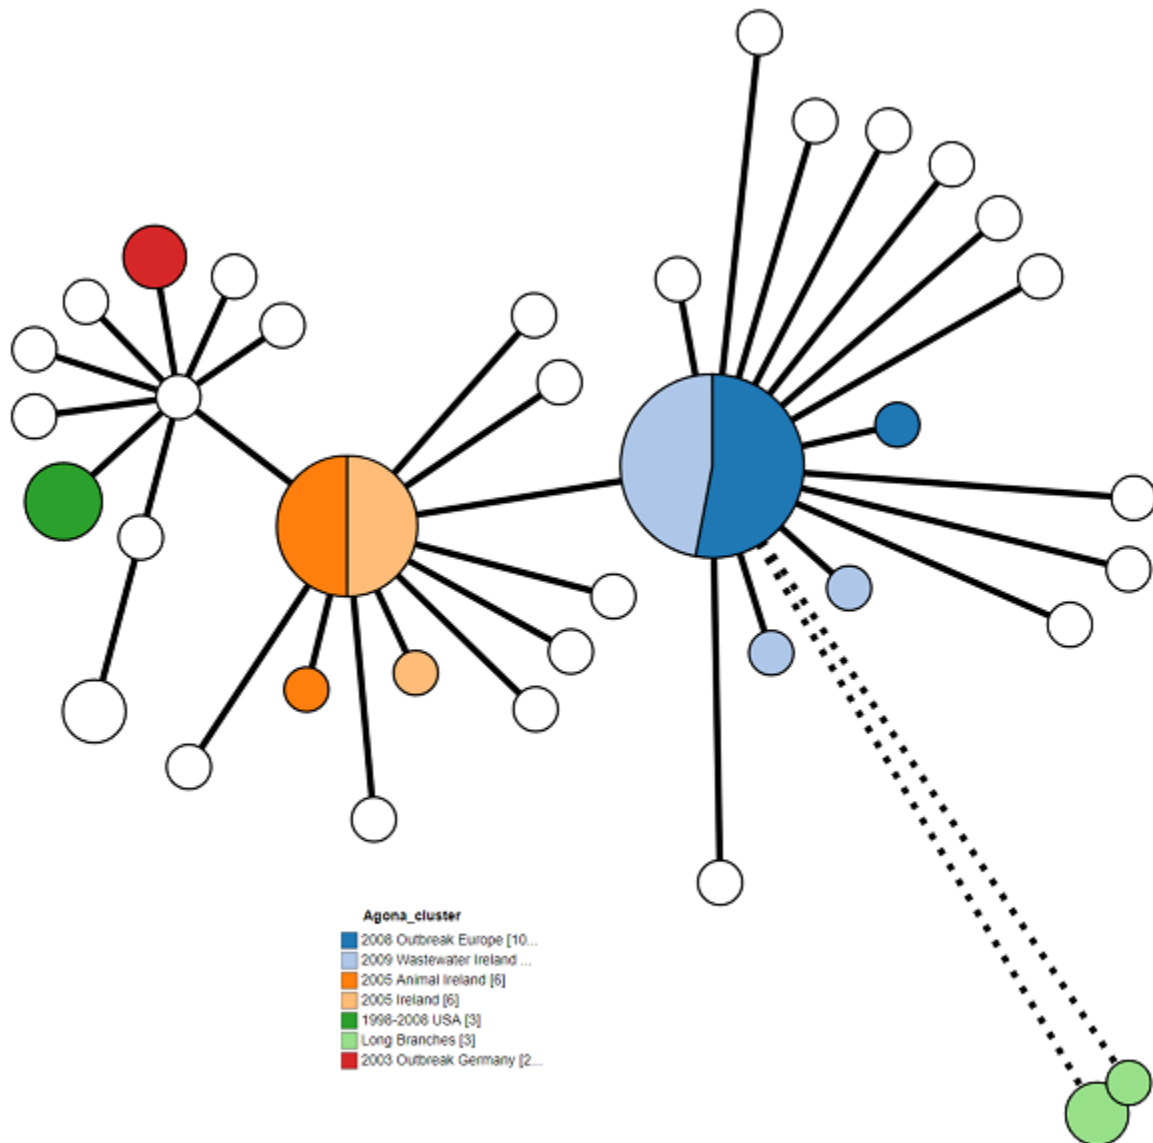 Agona_cluster
2008 Outbreak Europe [10...
2009 Wastewater Ireland ...
2005 Animal Ireland [6]
2005 Ireland [6]
1998-2008 USA [3]
Long Branches [3]
2003 Outbreak Germany [2...